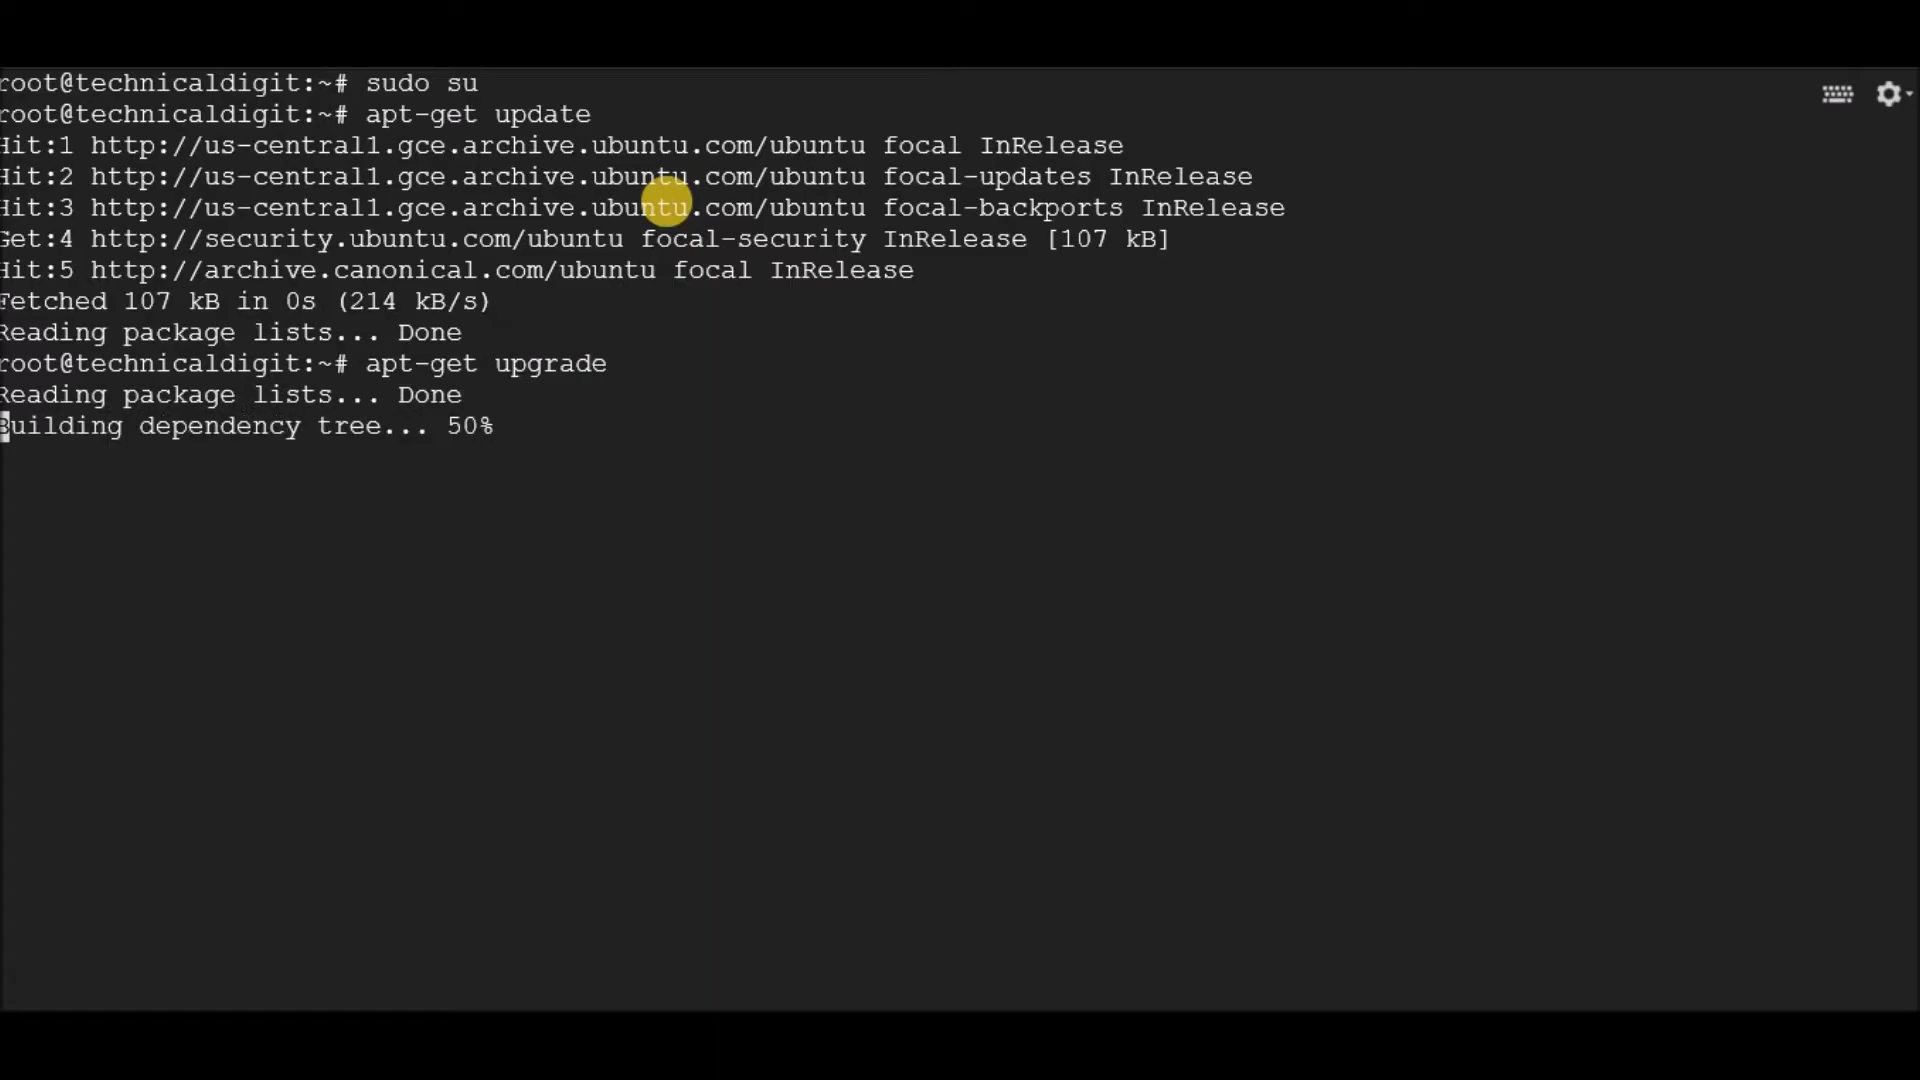 root@technicaldigit:~# sudo su
root@technicaldigit:~# apt-get update
Hit:1 http://us-central1.gce.archive.ubuntu.com/ubuntu focal InRelease
Hit:2 http://us-central1.gce.archive.ubuntu.com/ubuntu focal-updates InRelease
Hit:3 http://us-central1.gce.archive.ubuntu.com/ubuntu focal-backports InRelease
Get:4 http://security.ubuntu.com/ubuntu focal-security InRelease [107 kB]
Hit:5 http://archive.canonical.com/ubuntu focal InRelease
Fetched 107 kB in 0s (214 kB/s)
Reading package lists... Done
root@technicaldigit:~# apt-get upgrade
Reading package lists... Done
Building dependency tree... 50%